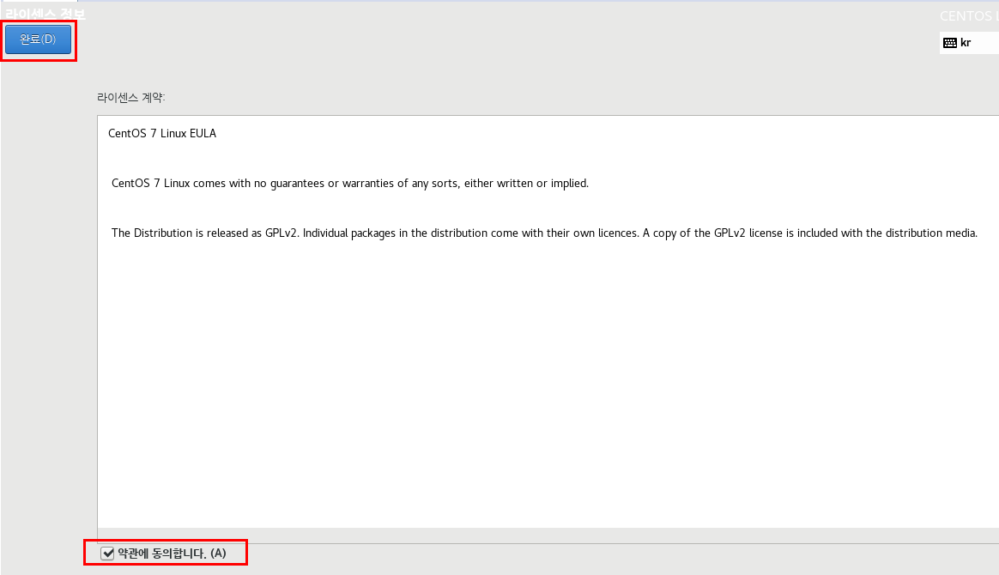 라이센스 정보
CENTOS
완료(D)
kr
라이센스 계약:
CentOS 7 Linux EULA
CentOS 7 Linux comes with no guarantees or warranties of any sorts, either written or implied.
The Distribution is released as GPLv2. Individual packages in the distribution come with their own licences. A copy of the GPLv2 license is included with the distribution media.
약관에 동의합니다. (A)